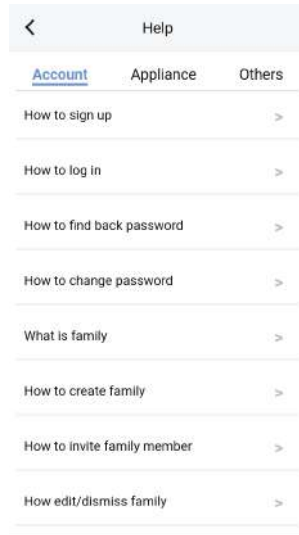 Help
Account Appliance Others
How to sign up >
How to log in >
How to find back password >
How to change password >
What is family >
How to create family >
How to invite family member >
How edit/dismiss family >